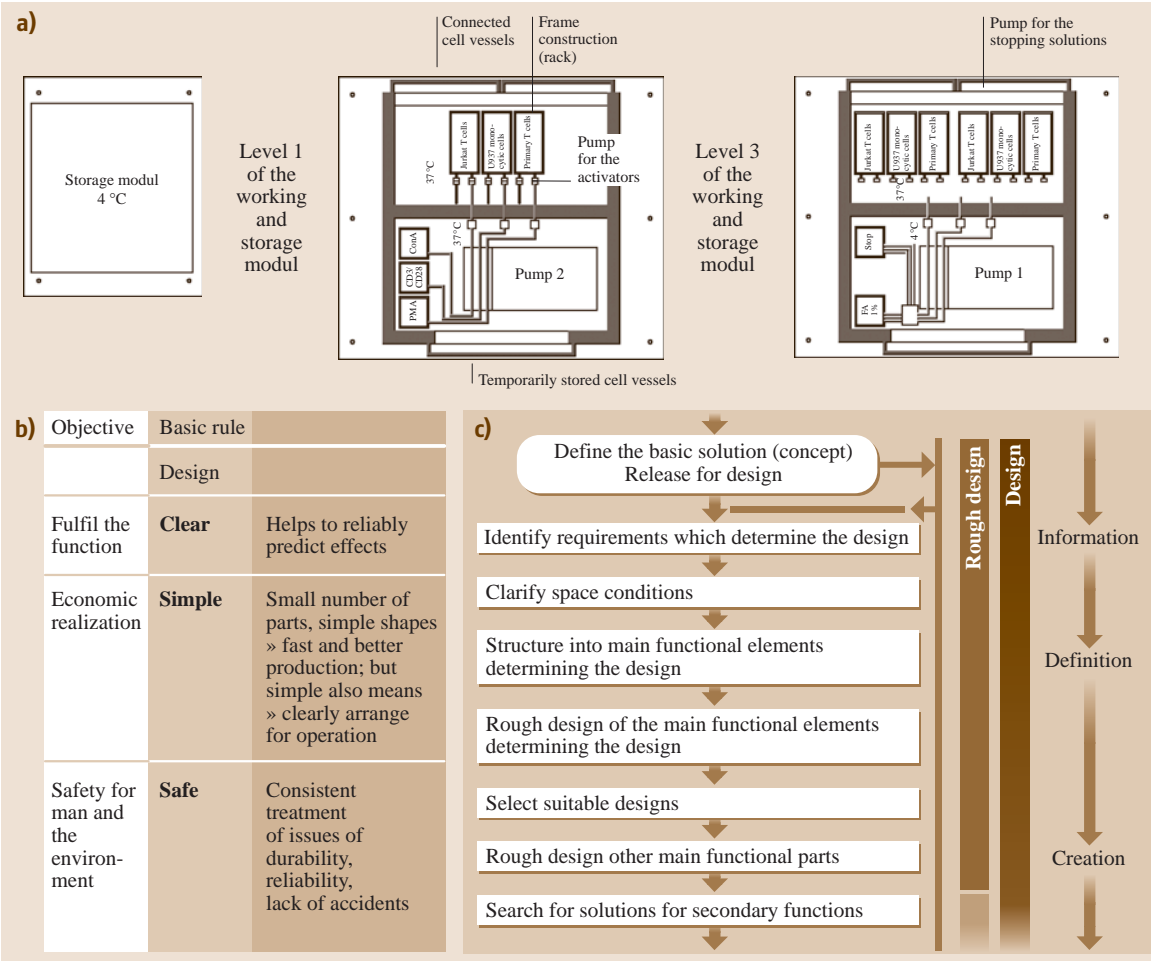 a)
Connected
cell vessels
Frame
construction
(rack)
Pump for the
stopping solutions
Storage modul
4 °C
Level 1
of the
working
and
storage
modul
37 °C
Jurkat T cells
U937 mono-
cytic cells
Primary T cells
Pump
for the
activators
37°C
ConA
CD3/
CD28
PMA
Pump 2
Temporarily stored cell vessels
Level 3
of the
working
and
storage
modul
Jurkat T cells
U937 mono-
cytic cells
Primary T cells
Jurkat T cells
U937 mono-
cytic cells
Primary T cells
37°C
4 °C
Stop
FA
1%
Pump 1
b)
Objective
Basic rule
Design
Fulfil the
function
Clear
Helps to reliably
predict effects
Economic
realization
Simple
Small number of
parts, simple shapes
» fast and better
production; but
simple also means
» clearly arrange
for operation
Safety for
man and
the
environ-
ment
Safe
Consistent
treatment
of issues of
durability,
reliability,
lack of accidents
c)
Define the basic solution (concept)
Release for design
Identify requirements which determine the design
Clarify space conditions
Structure into main functional elements
determining the design
Rough design of the main functional elements
determining the design
Select suitable designs
Rough design other main functional parts
Search for solutions for secondary functions
Rough design
Design
Information
Definition
Creation